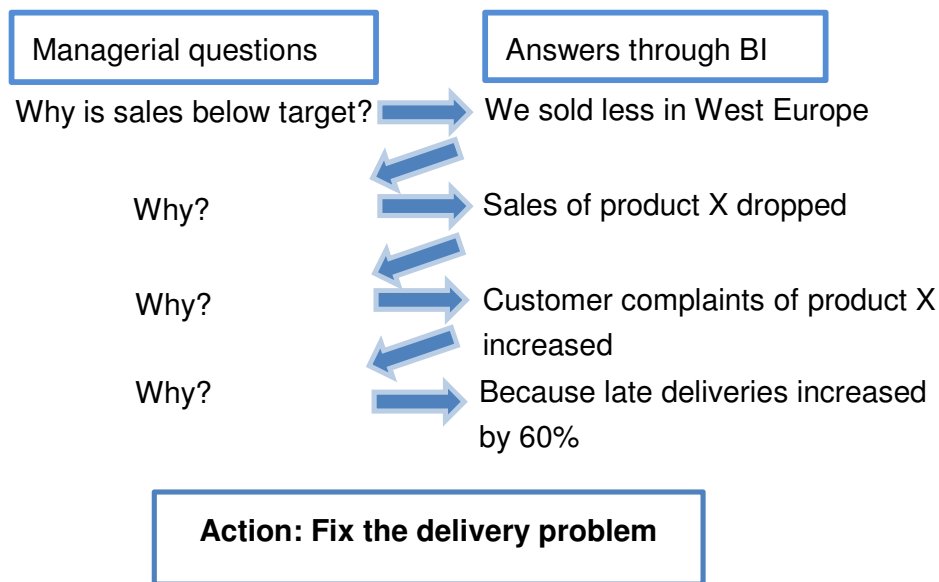 Managerial questions
Answers through BI
Why is sales below target?
We sold less in West Europe
Why?
Sales of product X dropped
Why?
Customer complaints of product X
increased
Why?
Because late deliveries increased
by 60%
Action: Fix the delivery problem